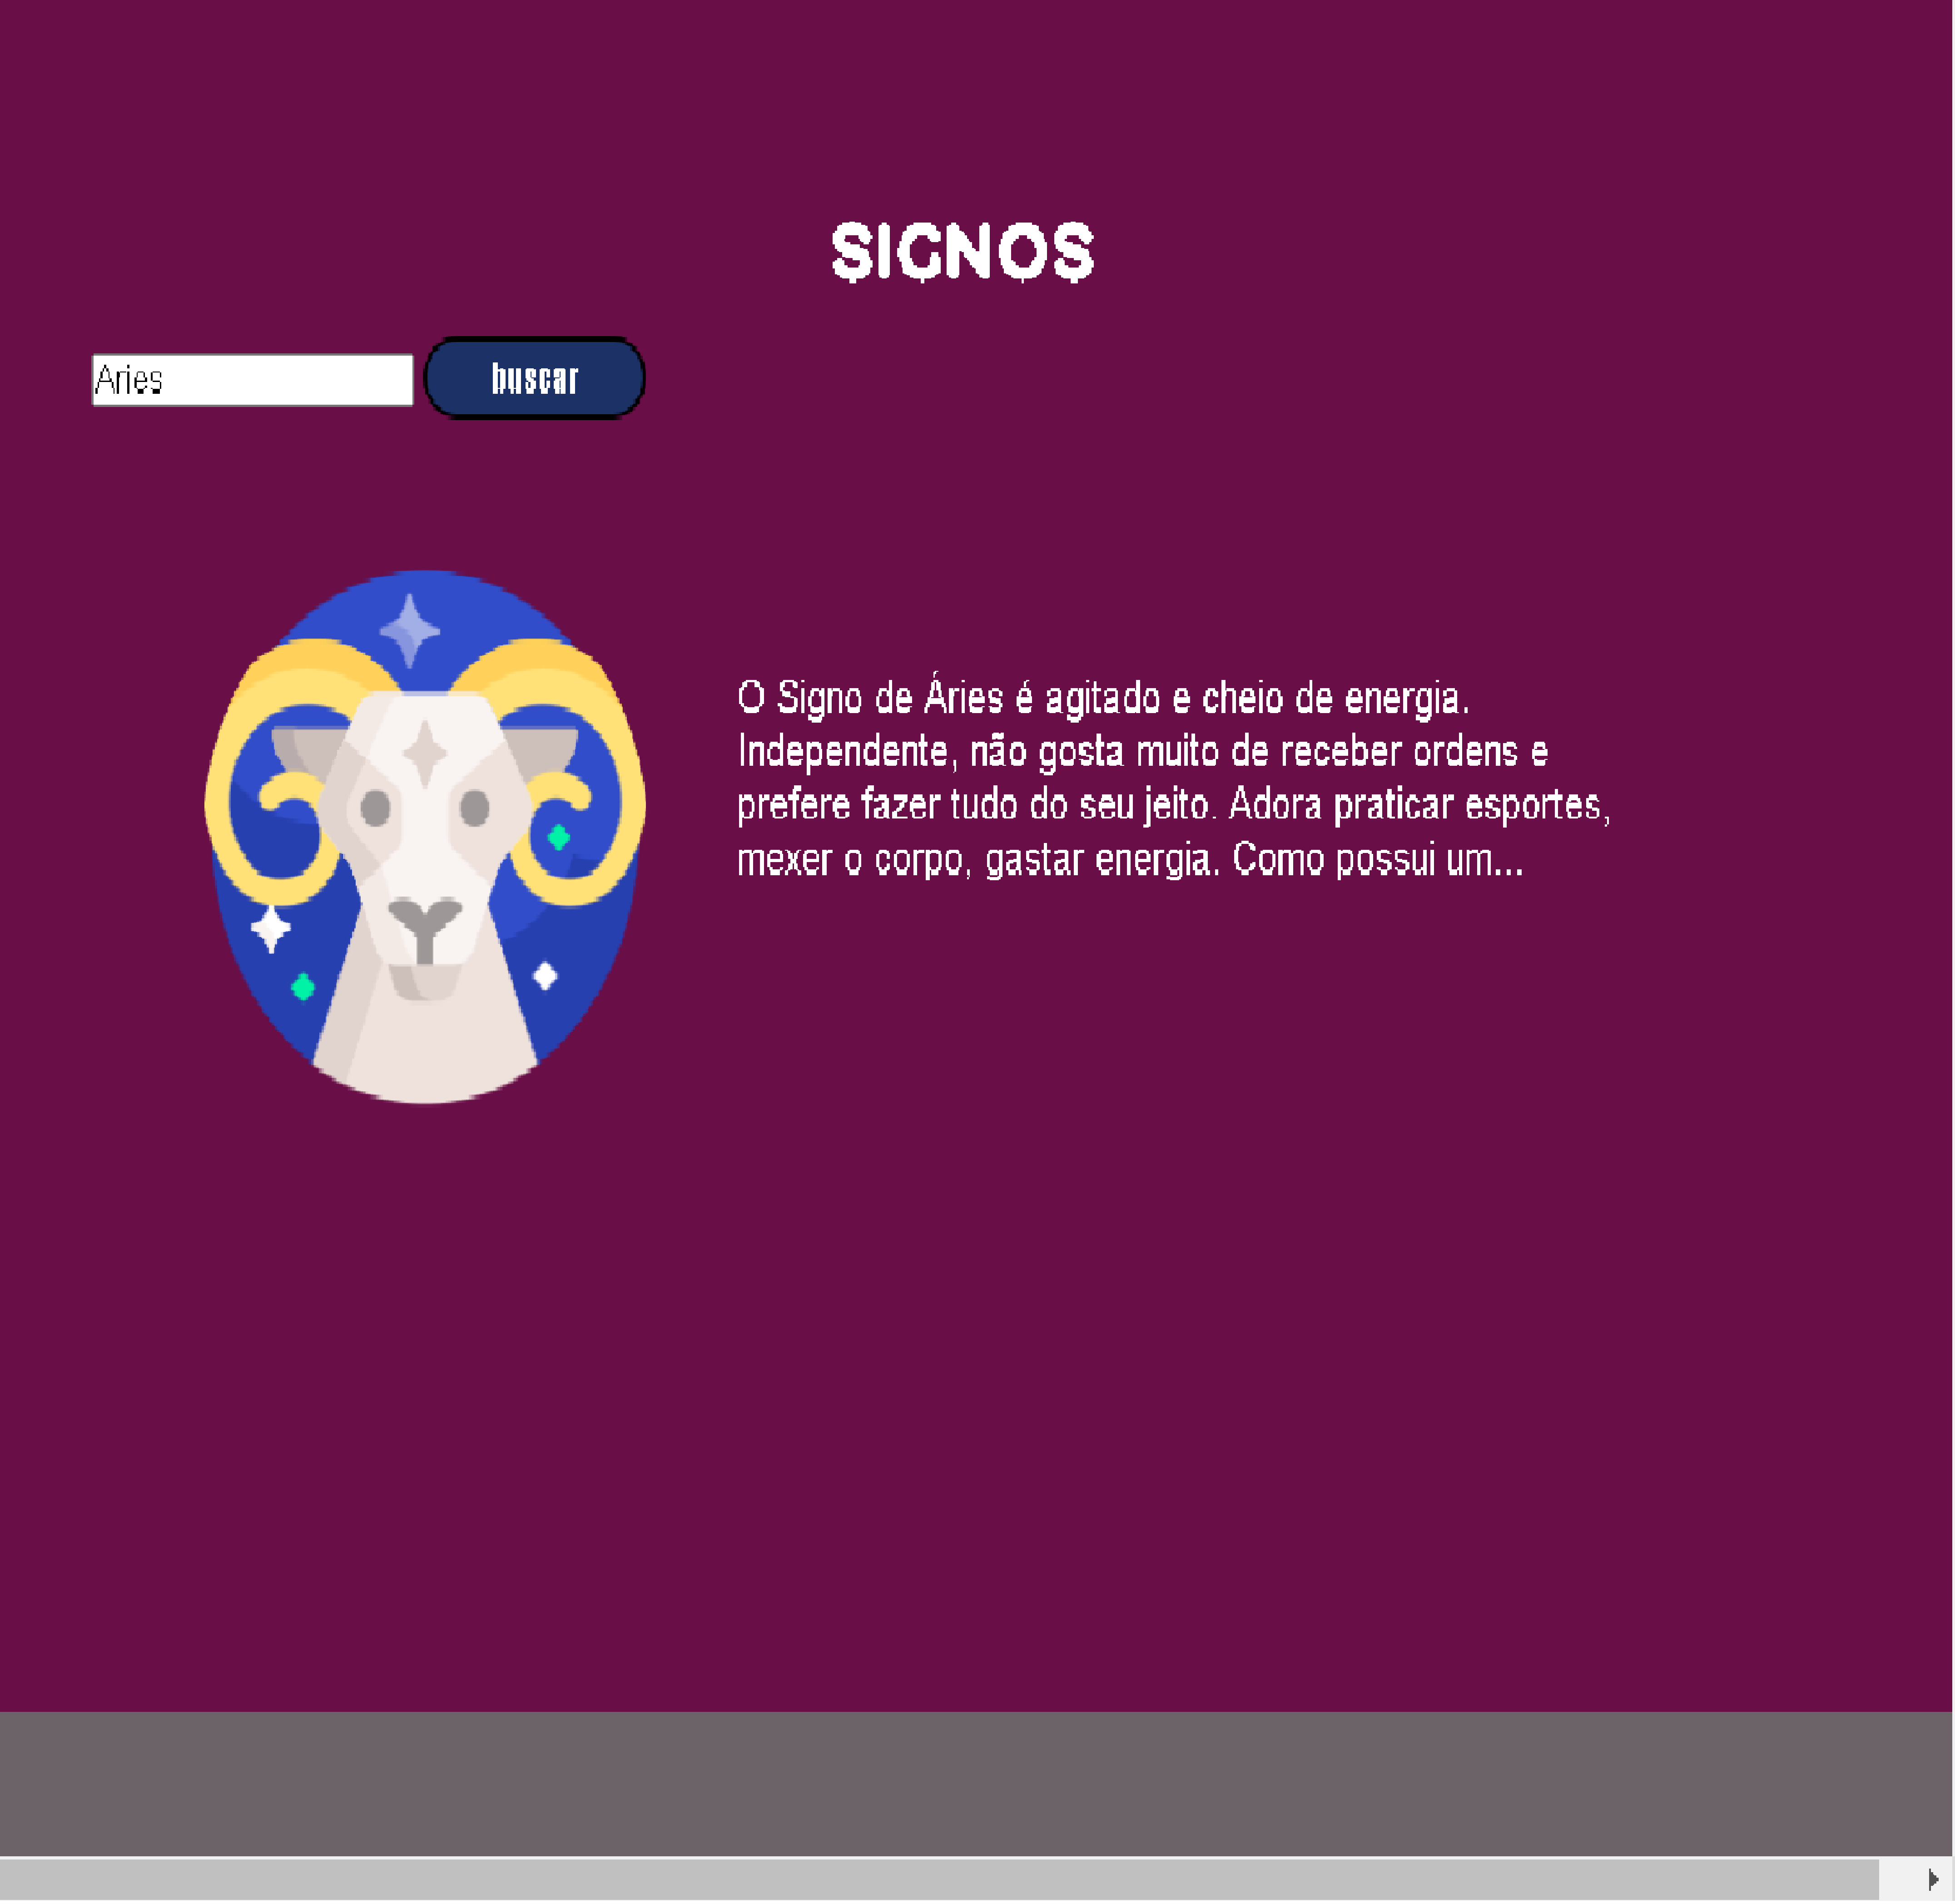 SIGNOS
Aries
buscar
O Signo de Áries é agitado e cheio de energia.
Independente, não gosta muito de receber ordens e
prefere fazer tudo do seu jeito. Adora praticar esportes,
mexer o corpo, gastar energia. Como possui um...